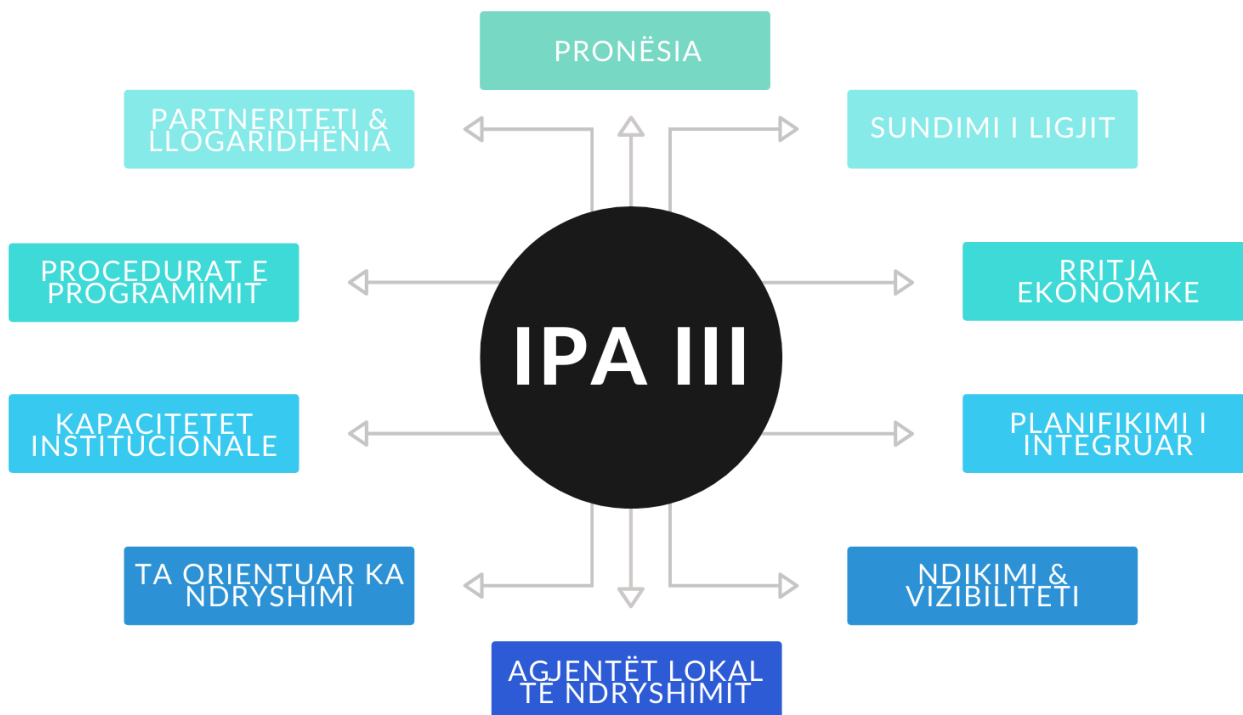 PRONËSIA
PARTNERITETI &
LLOGARIDHËNIA
SUNDIMI I LIGJIT
PROCEDURAT E
PROGRAMIMIT
RRITJA
EKONOMIKE
IPA III
KAPACITETET
INSTITUCIONALE
PLANIFIKIMI I
INTEGRUAR
TA ORIENTUAR KA
NDRYSHIMI
NDIKIMI &
VIZIBILITETI
AGJENTËT LOKAL
TË NDRYSHIMIT